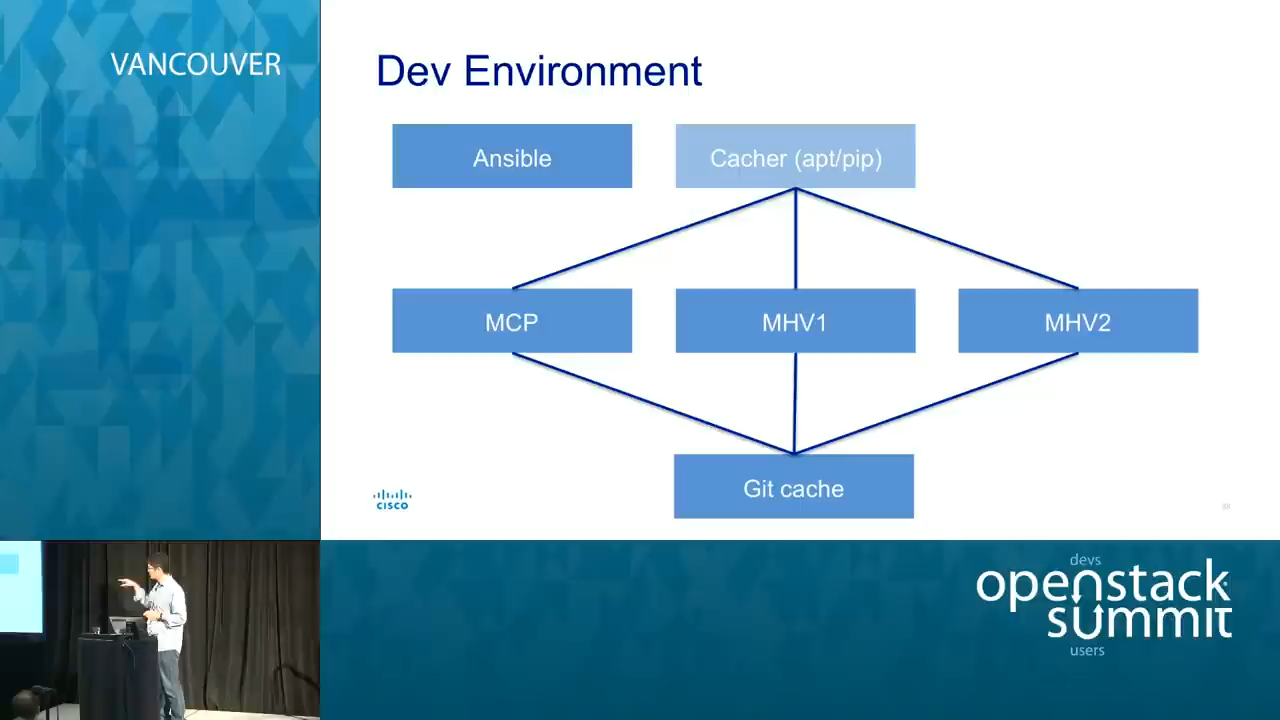 VANCOUVER
Dev Environment
Ansible
Cacher (apt/pip)
MCP
MHV1
MHV2
Git cache
CISCO
devs
openstack
summit
users